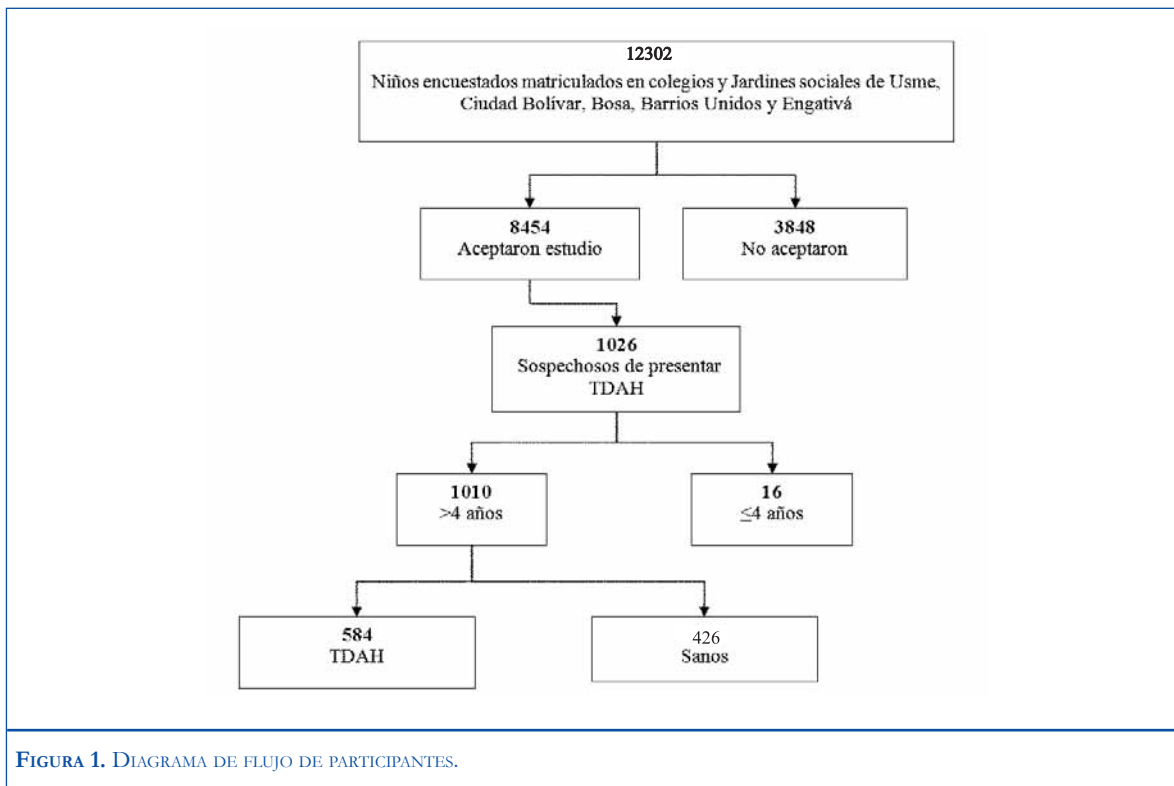 12302
Niños encuestados matriculados en colegios y Jardines sociales de Usme,
Ciudad Bolívar, Bosa, Barrios Unidos y Engativá
8454
Aceptaron estudio
3848
No aceptaron
1026
Sospechosos de presentar
TDAH
1010
>4 años
16
≤4 años
584
TDAH
426
Sanos
FIGURA 1. DIAGRAMA DE FLUJO DE PARTICIPANTES.